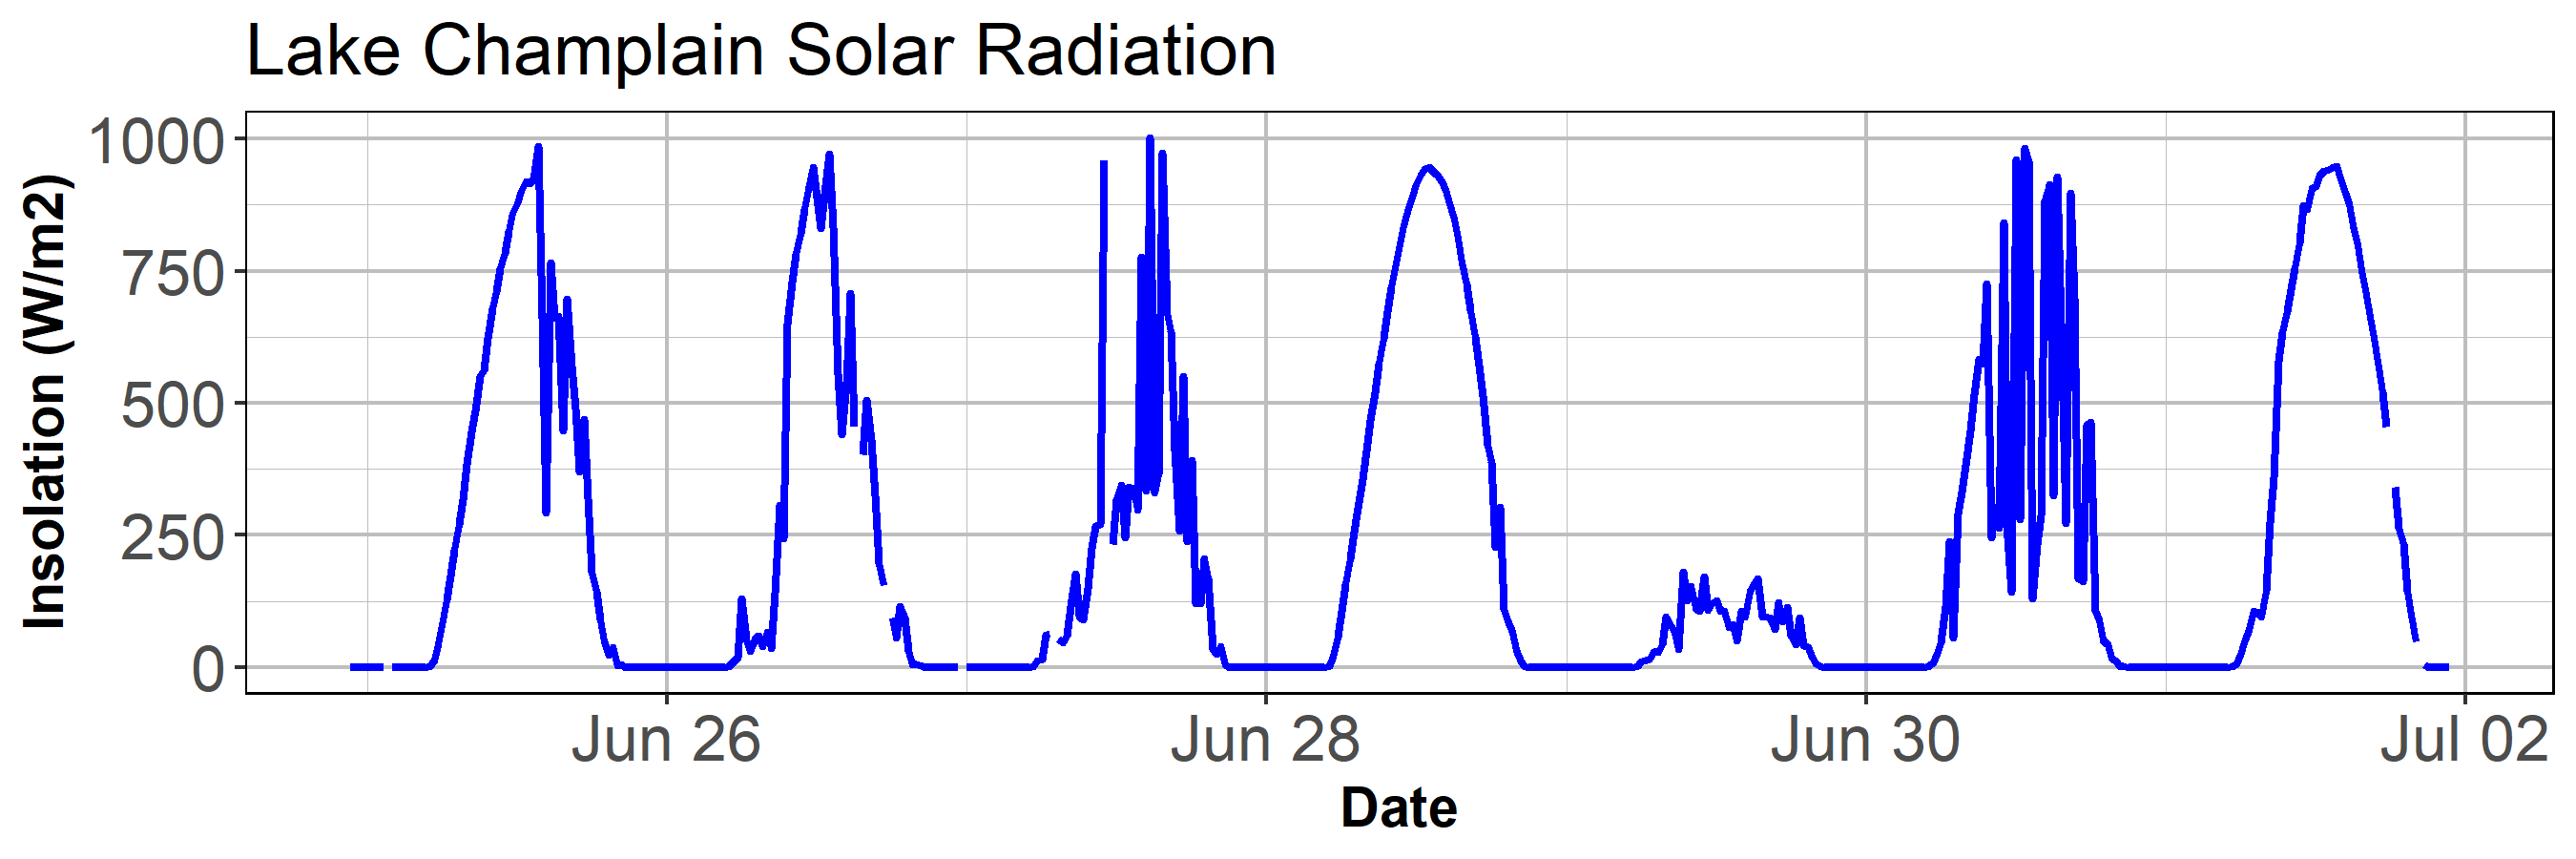 Lake Champlain Solar Radiation
Insolation (W/m2)
1000
750
500
250
0
Jun 26
Jun 28
Jun 30
Jul 02
Date